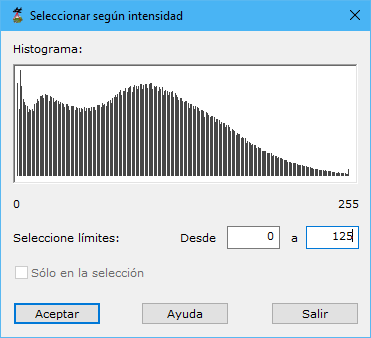 Seleccionar según intensidad
Histograma:
0 255
Seleccione límites: Desde 0 a 125
Sólo en la selección
Aceptar Ayuda Salir